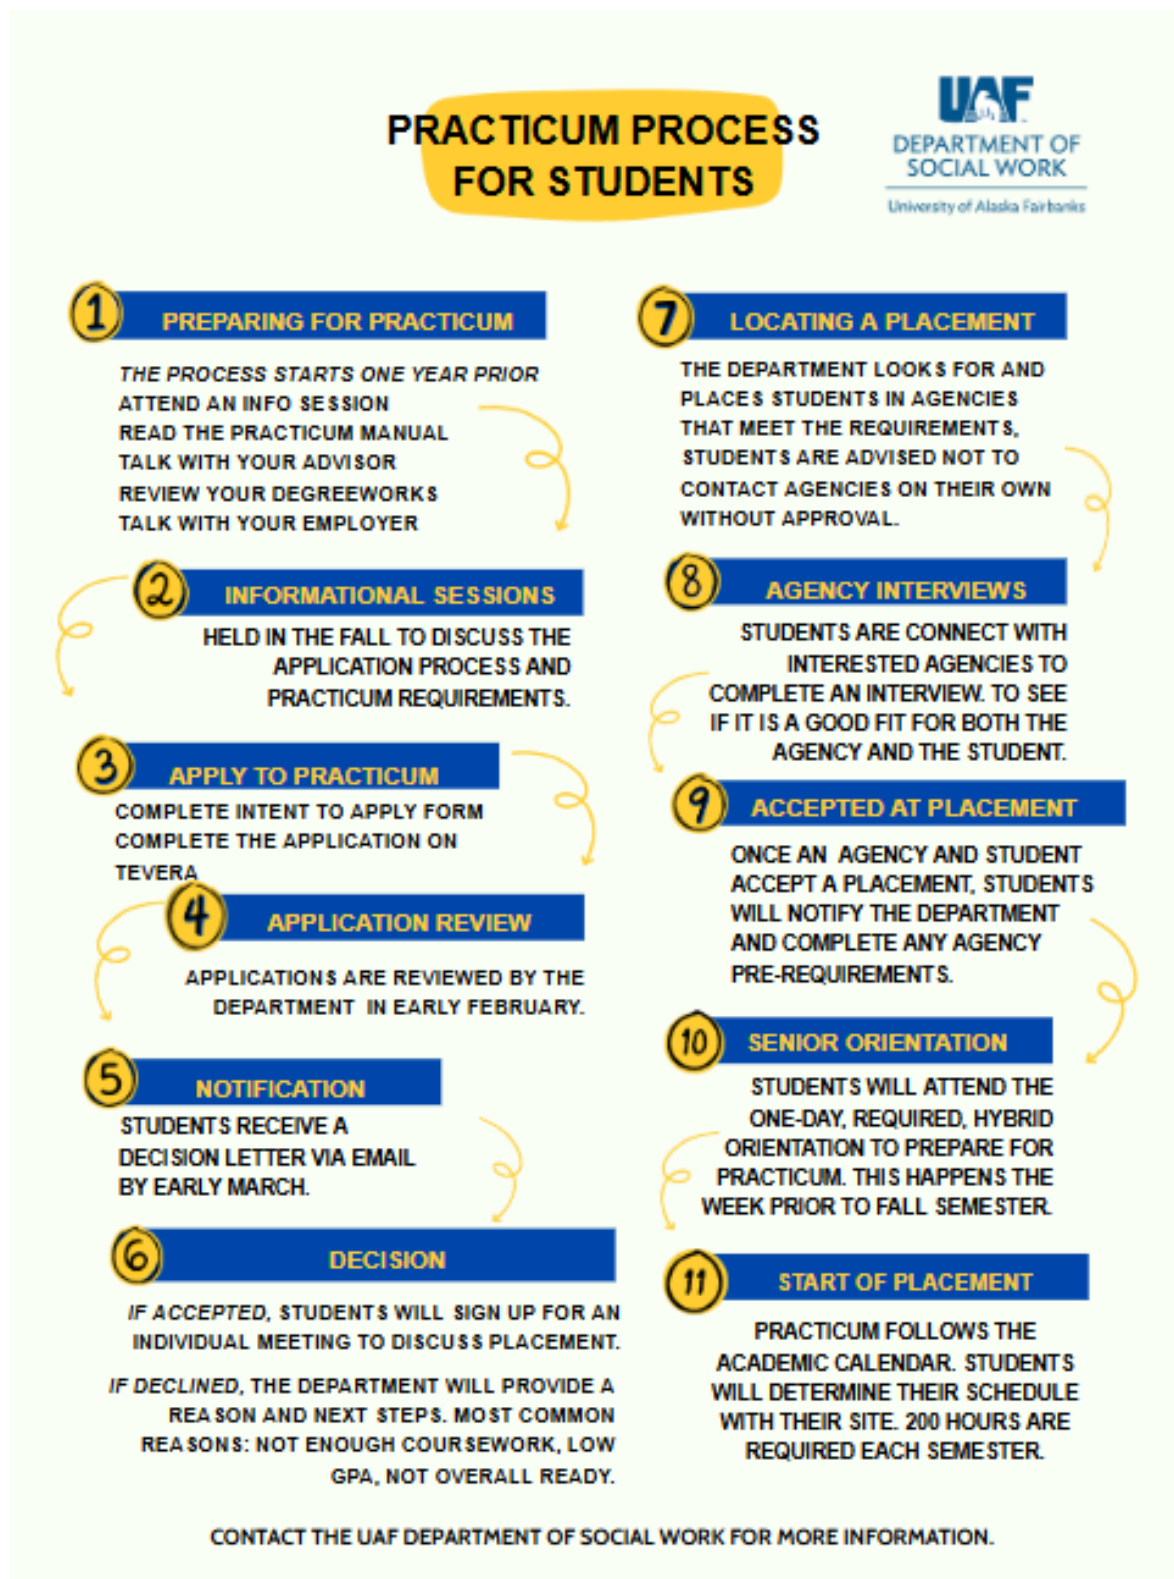 PRACTICUM PROCESS
FOR STUDENTS
UAF
DEPARTMENT OF
SOCIAL WORK
University of Alaska Fairbanks
1
PREPARING FOR PRACTICUM
THE PROCESS STARTS ONE YEAR PRIOR
ATTEND AN INFO SESSION
READ THE PRACTICUM MANUAL
TALK WITH YOUR ADVISOR
REVIEW YOUR DEGREEWORKS
TALK WITH YOUR EMPLOYER
2
INFORMATIONAL SESSIONS
HELD IN THE FALL TO DISCUSS THE
APPLICATION PROCESS AND
PRACTICUM REQUIREMENTS.
3
APPLY TO PRACTICUM
COMPLETE INTENT TO APPLY FORM
COMPLETE THE APPLICATION ON
TEVERA
4
APPLICATION REVIEW
APPLICATIONS ARE REVIEWED BY THE
DEPARTMENT IN EARLY FEBRUARY.
5
NOTIFICATION
STUDENTS RECEIVE A
DECISION LETTER VIA EMAIL
BY EARLY MARCH.
6
DECISION
IF ACCEPTED, STUDENTS WILL SIGN UP FOR AN
INDIVIDUAL MEETING TO DISCUSS PLACEMENT.
IF DECLINED, THE DEPARTMENT WILL PROVIDE A
REASON AND NEXT STEPS. MOST COMMON
REASONS: NOT ENOUGH COURSEWORK, LOW
GPA, NOT OVERALL READY.
7
LOCATING A PLACEMENT
THE DEPARTMENT LOOKS FOR AND
PLACES STUDENTS IN AGENCIES
THAT MEET THE REQUIREMENTS,
STUDENTS ARE ADVISED NOT TO
CONTACT AGENCIES ON THEIR OWN
WITHOUT APPROVAL.
8
AGENCY INTERVIEWS
STUDENTS ARE CONNECT WITH
INTERESTED AGENCIES TO
COMPLETE AN INTERVIEW. TO SEE
IF IT IS A GOOD FIT FOR BOTH THE
AGENCY AND THE STUDENT.
9
ACCEPTED AT PLACEMENT
ONCE AN AGENCY AND STUDENT
ACCEPT A PLACEMENT, STUDENTS
WILL NOTIFY THE DEPARTMENT
AND COMPLETE ANY AGENCY
PRE-REQUIREMENTS.
10
SENIOR ORIENTATION
STUDENTS WILL ATTEND THE
ONE-DAY, REQUIRED, HYBRID
ORIENTATION TO PREPARE FOR
PRACTICUM. THIS HAPPENS THE
WEEK PRIOR TO FALL SEMESTER.
11
START OF PLACEMENT
PRACTICUM FOLLOWS THE
ACADEMIC CALENDAR. STUDENTS
WILL DETERMINE THEIR SCHEDULE
WITH THEIR SITE. 200 HOURS ARE
REQUIRED EACH SEMESTER.
CONTACT THE UAF DEPARTMENT OF SOCIAL WORK FOR MORE INFORMATION.